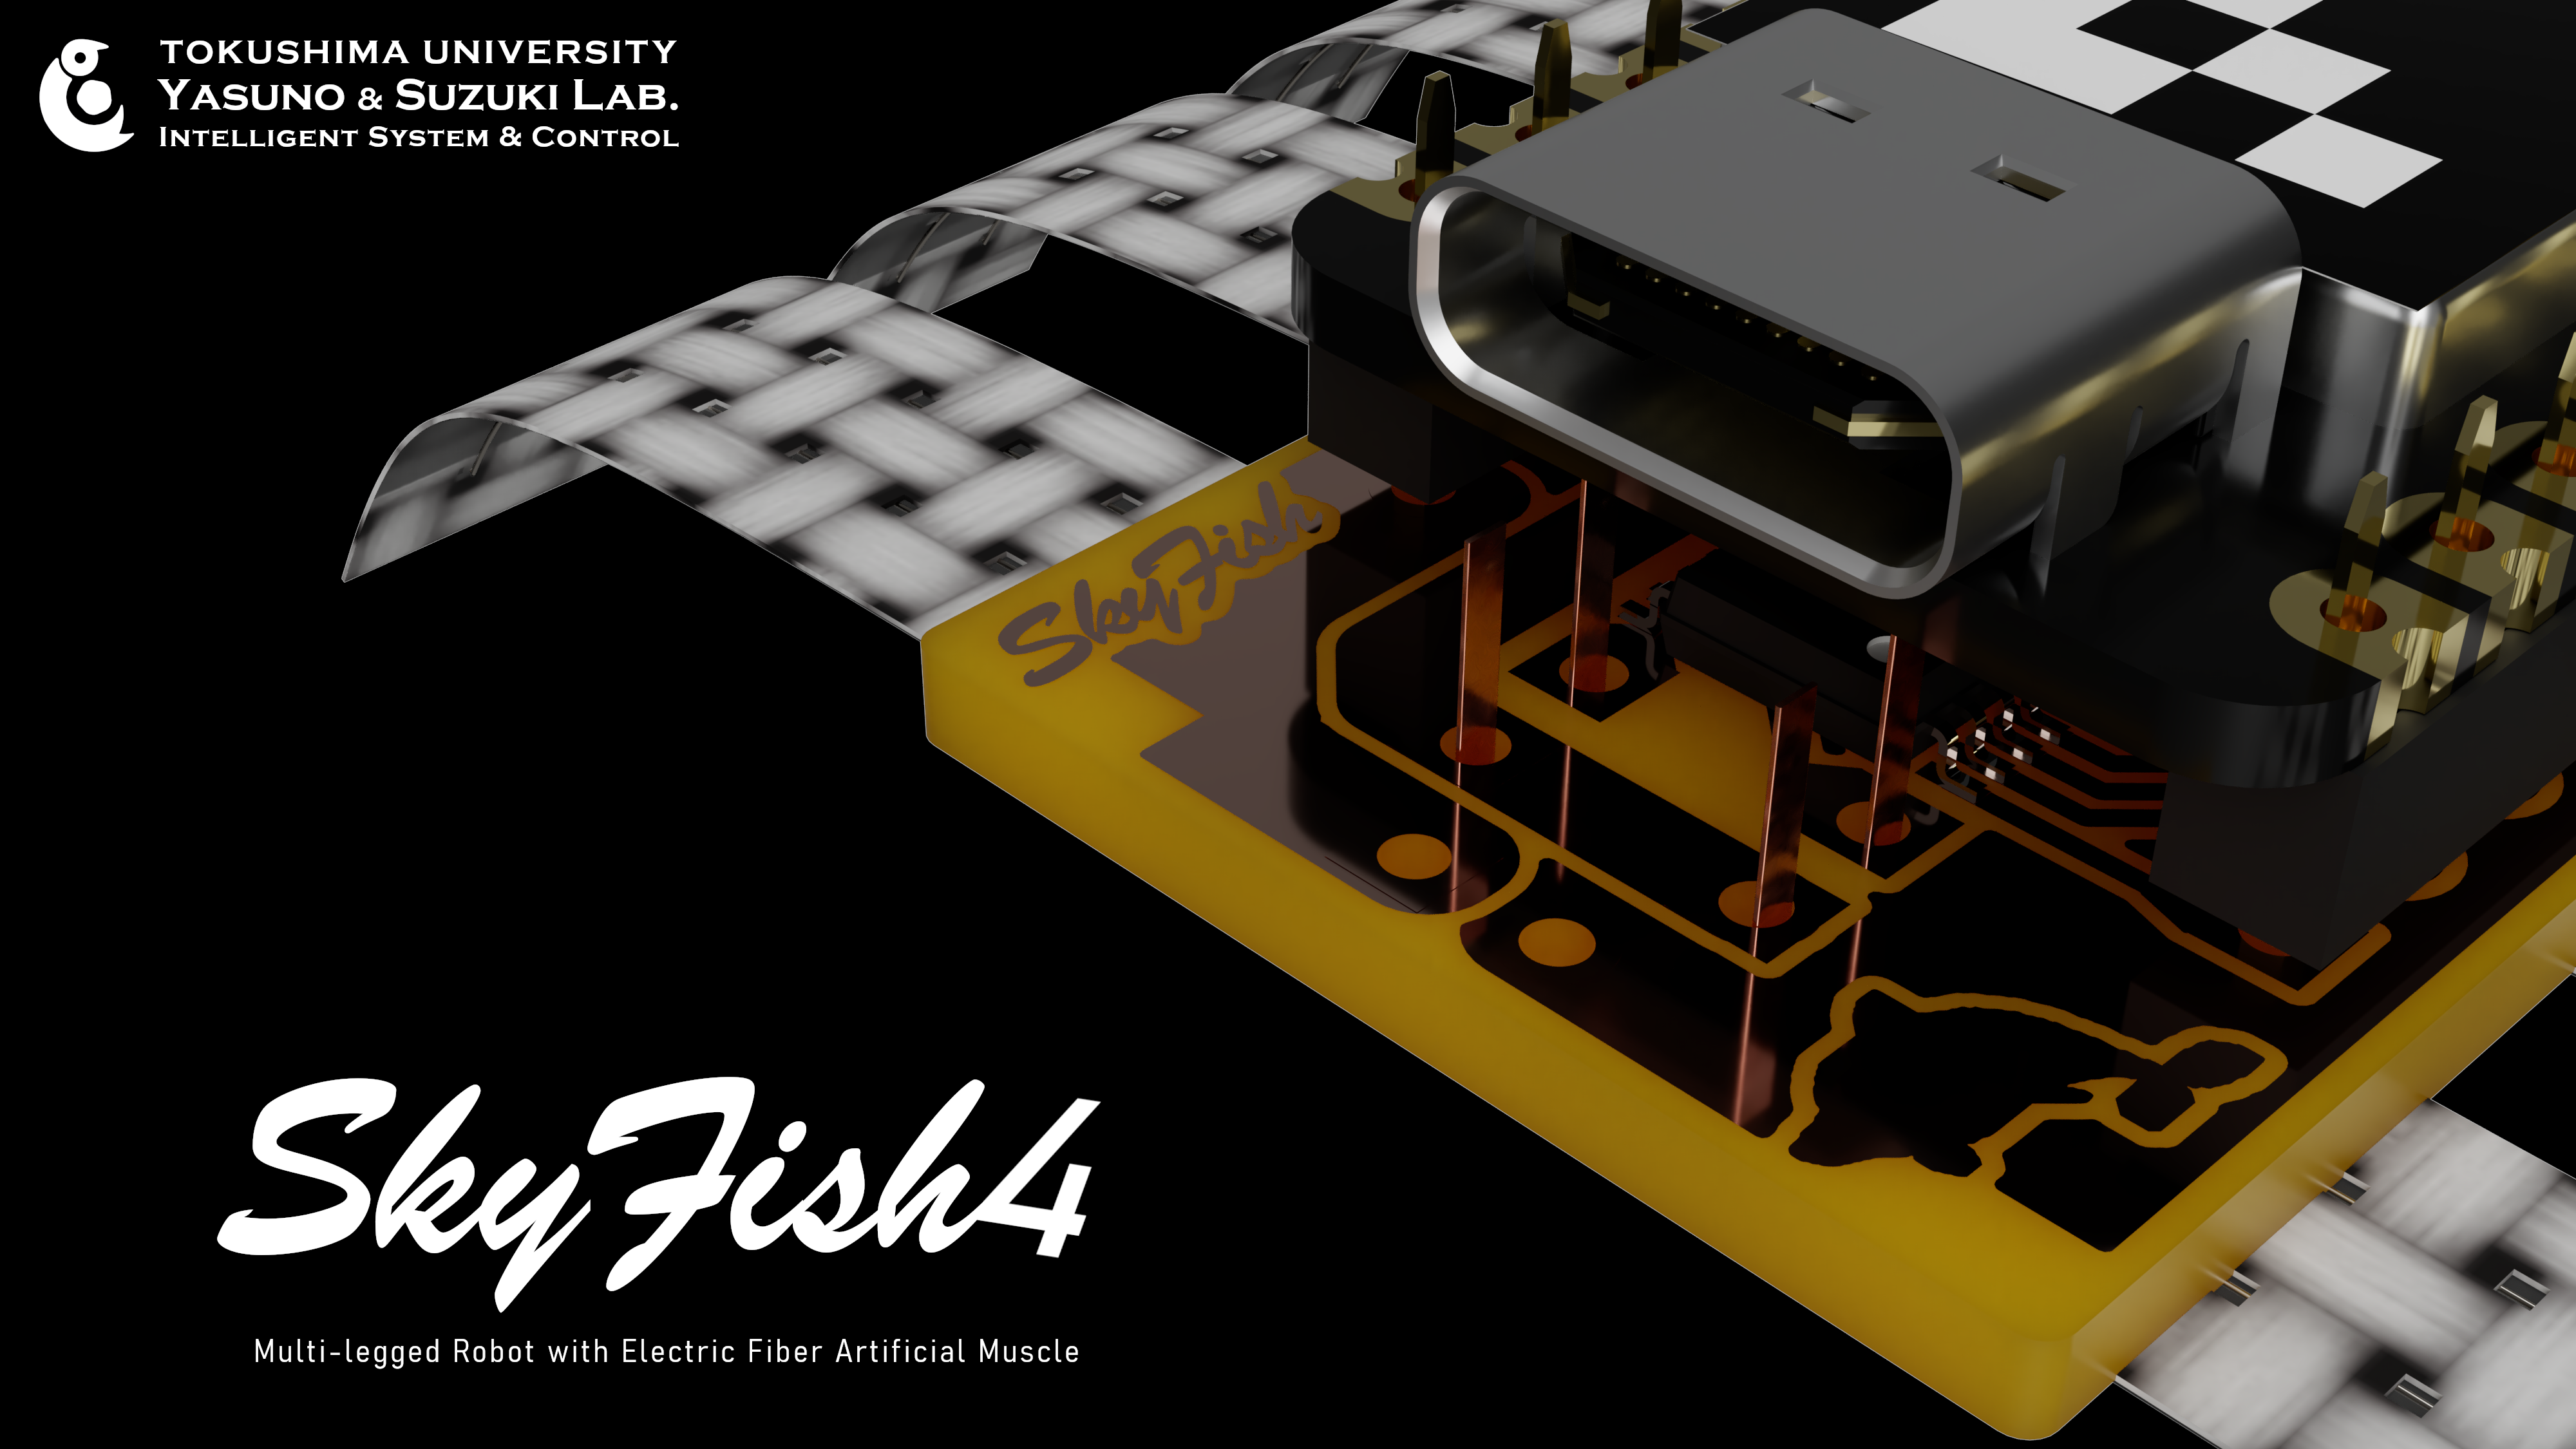 TOKUSHIMA UNIVERSITY
YASUNO & SUZUKI LAB.
INTELLIGENT SYSTEM & CONTROL
SkyFish
SkyFish4
Multi-legged Robot with Electric Fiber Artificial Muscle